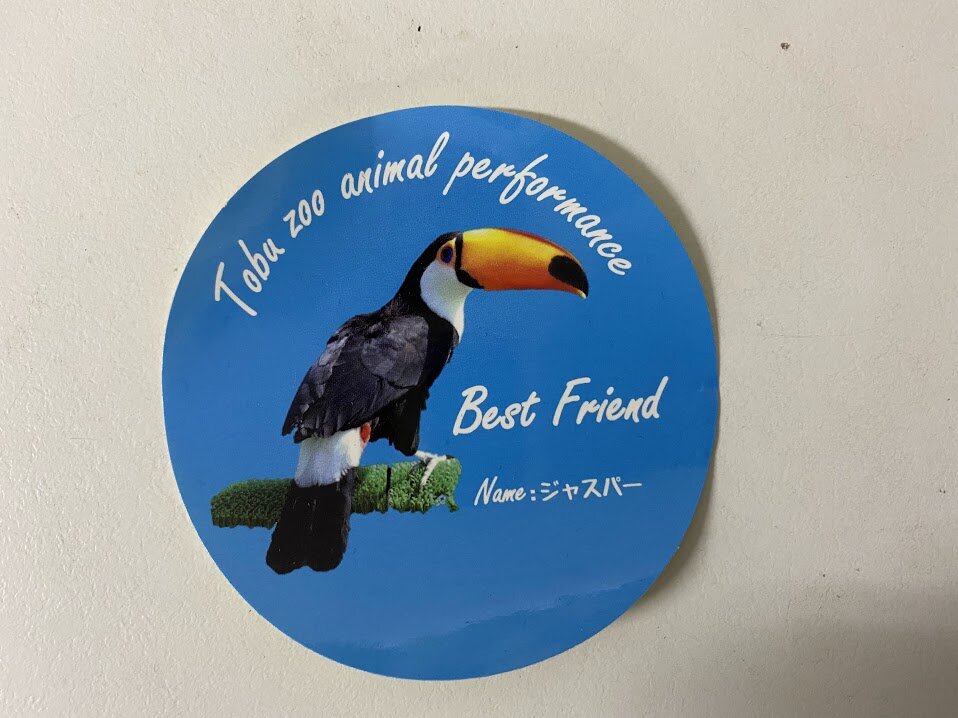 Tobu zoo animal performance
Best Friend
Name:ジャスパー